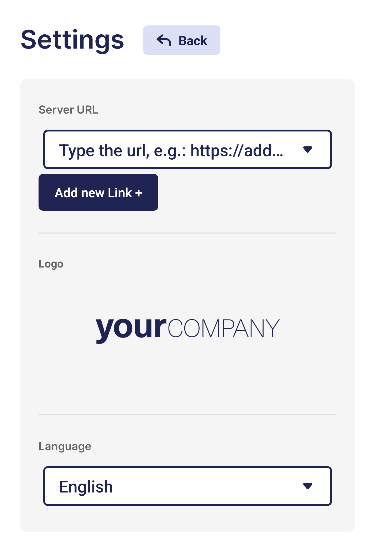 Settings
Back
Server URL
Type the url, e.g.: https://add...
Add new Link +
Logo
yourCOMPANY
Language
English